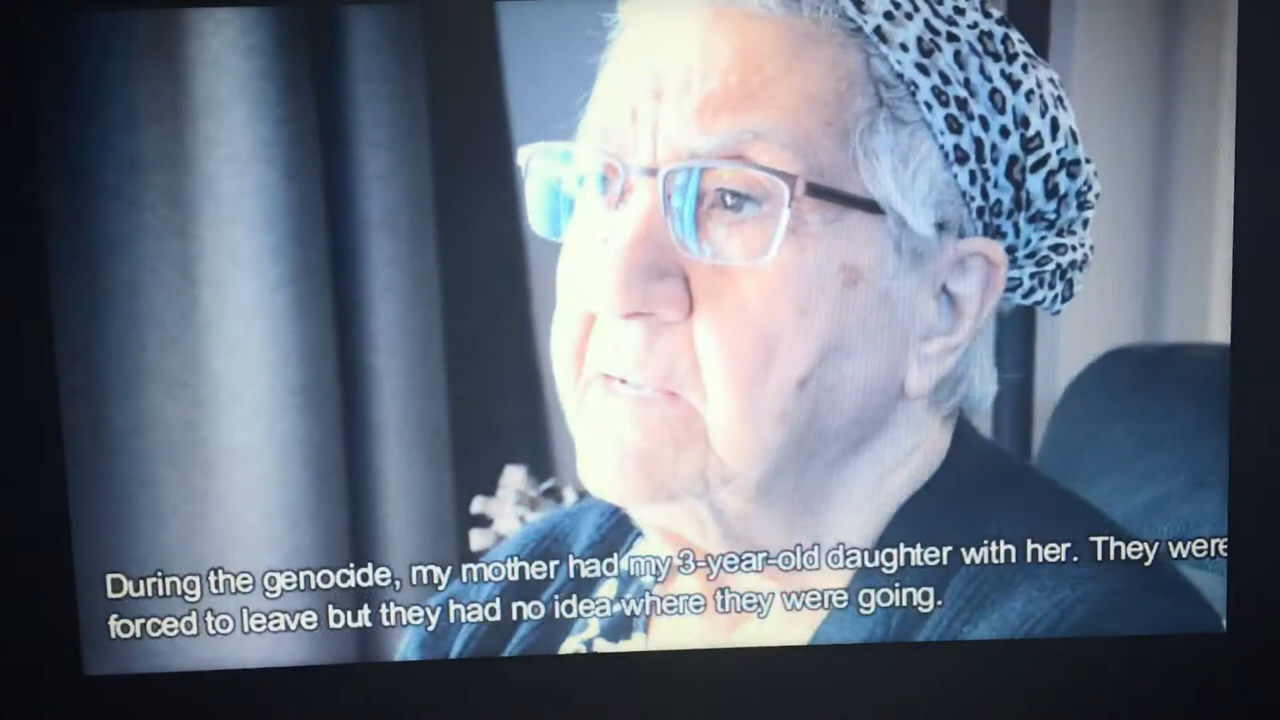 During the genocide, my mother had my 3-year-old daughter with her. They were
forced to leave but they had no idea where they were going.